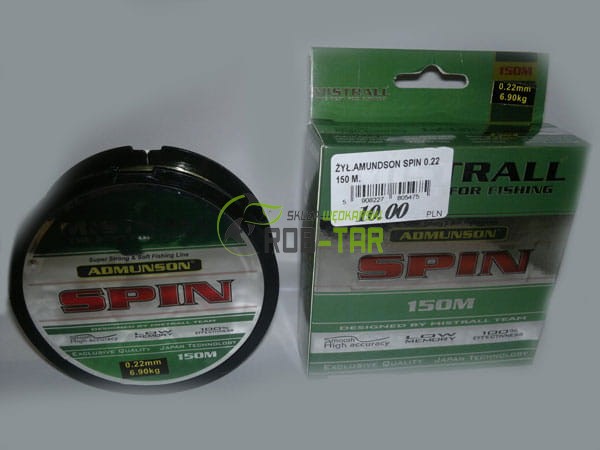 Super Strong & Soft Fishing Line
ADMUNSON
SPIN
DESIGNED BY MISTRALL TEAM
Smooth
High accuracy
LOW
MEMORY
100%
EFFECTIVNESS
EXCLUSIVE QUALITY JAPAN TECHNOLOGY
150M
0.22mm
6.90kg
MISTRALL
150M
0.22mm
6.90kg
ŻYŁ.AMUNDSON SPIN 0.22
150 M.
5 908227 805475
10.00
PLN
TRALL
FOR FISHING
ADMUNSON
SPIN
150M
DESIGNED BY MISTRALL TEAM
Smooth
High accuracy
LOW
MEMORY
100%
EFFECTIVNESS
EXCLUSIVE QUALITY JAPAN TECHNOLOGY
SKLEP WĘDKARSKI
ROB-TAR